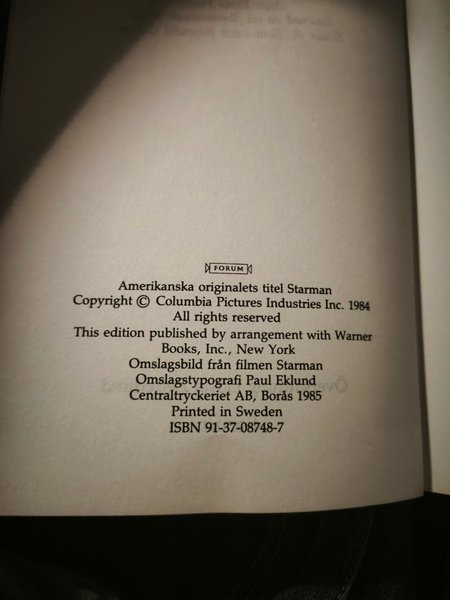 FORUM
Amerikanska originalets titel Starman
Copyright © Columbia Pictures Industries Inc. 1984
All rights reserved
This edition published by arrangement with Warner
Books, Inc., New York
Omslagsbild från filmen Starman
Omslagstypografi Paul Eklund
Centraltryckeriet AB, Borås 1985
Printed in Sweden
ISBN 91-37-08748-7